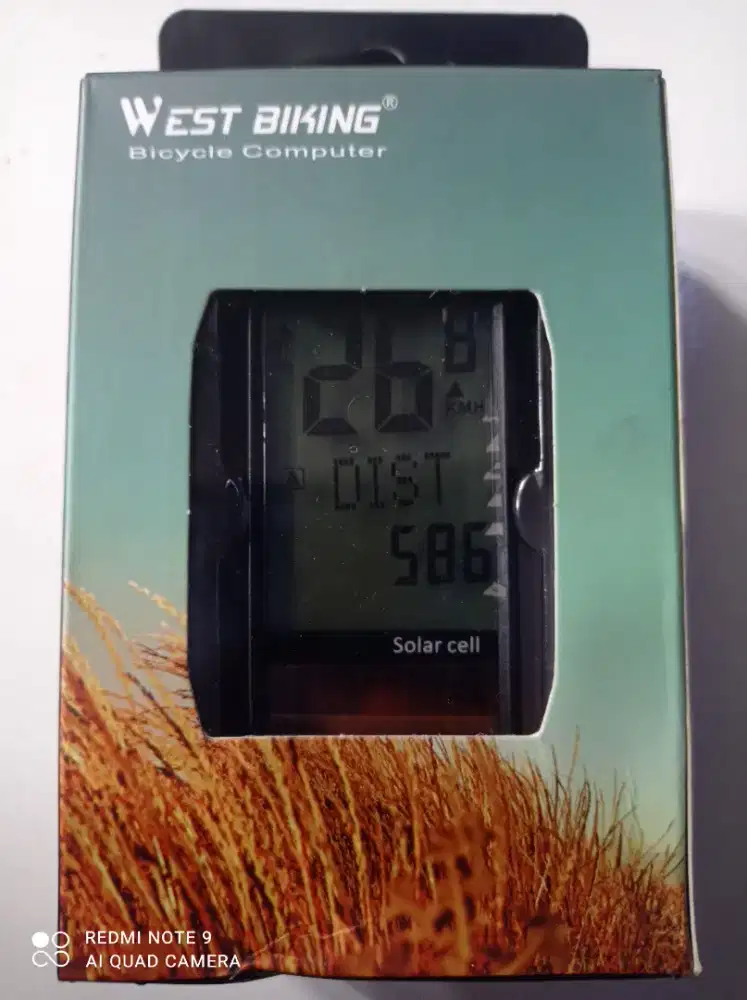 WEST BIKING®
Bicycle Computer
26.8
KMH
DIST
586
Solar cell
REDMI NOTE 9
AI QUAD CAMERA